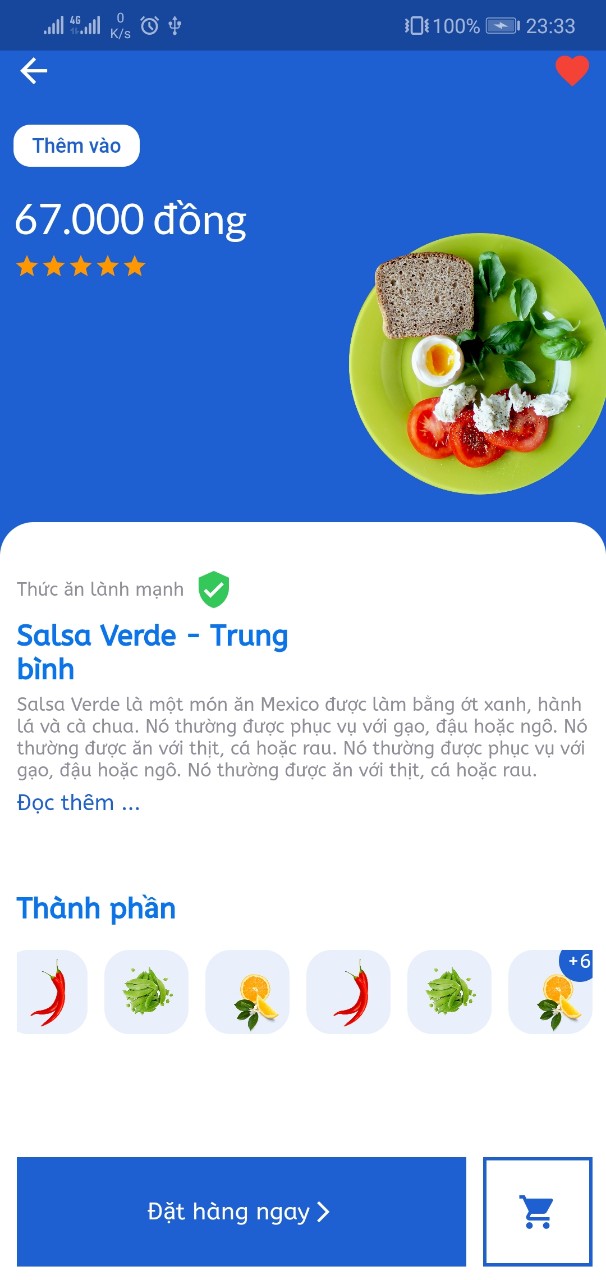 4G 0 K/s 100% 23:33
Thêm vào
67.000 đồng
Thức ăn lành mạnh
Salsa Verde - Trung
bình
Salsa Verde là một món ăn Mexico được làm bằng ớt xanh, hành
lá và cà chua. Nó thường được phục vụ với gạo, đậu hoặc ngô. Nó
thường được ăn với thịt, cá hoặc rau. Nó thường được phục vụ với
gạo, đậu hoặc ngô. Nó thường được ăn với thịt, cá hoặc rau.
Đọc thêm ...
Thành phần
+6
Đặt hàng ngay